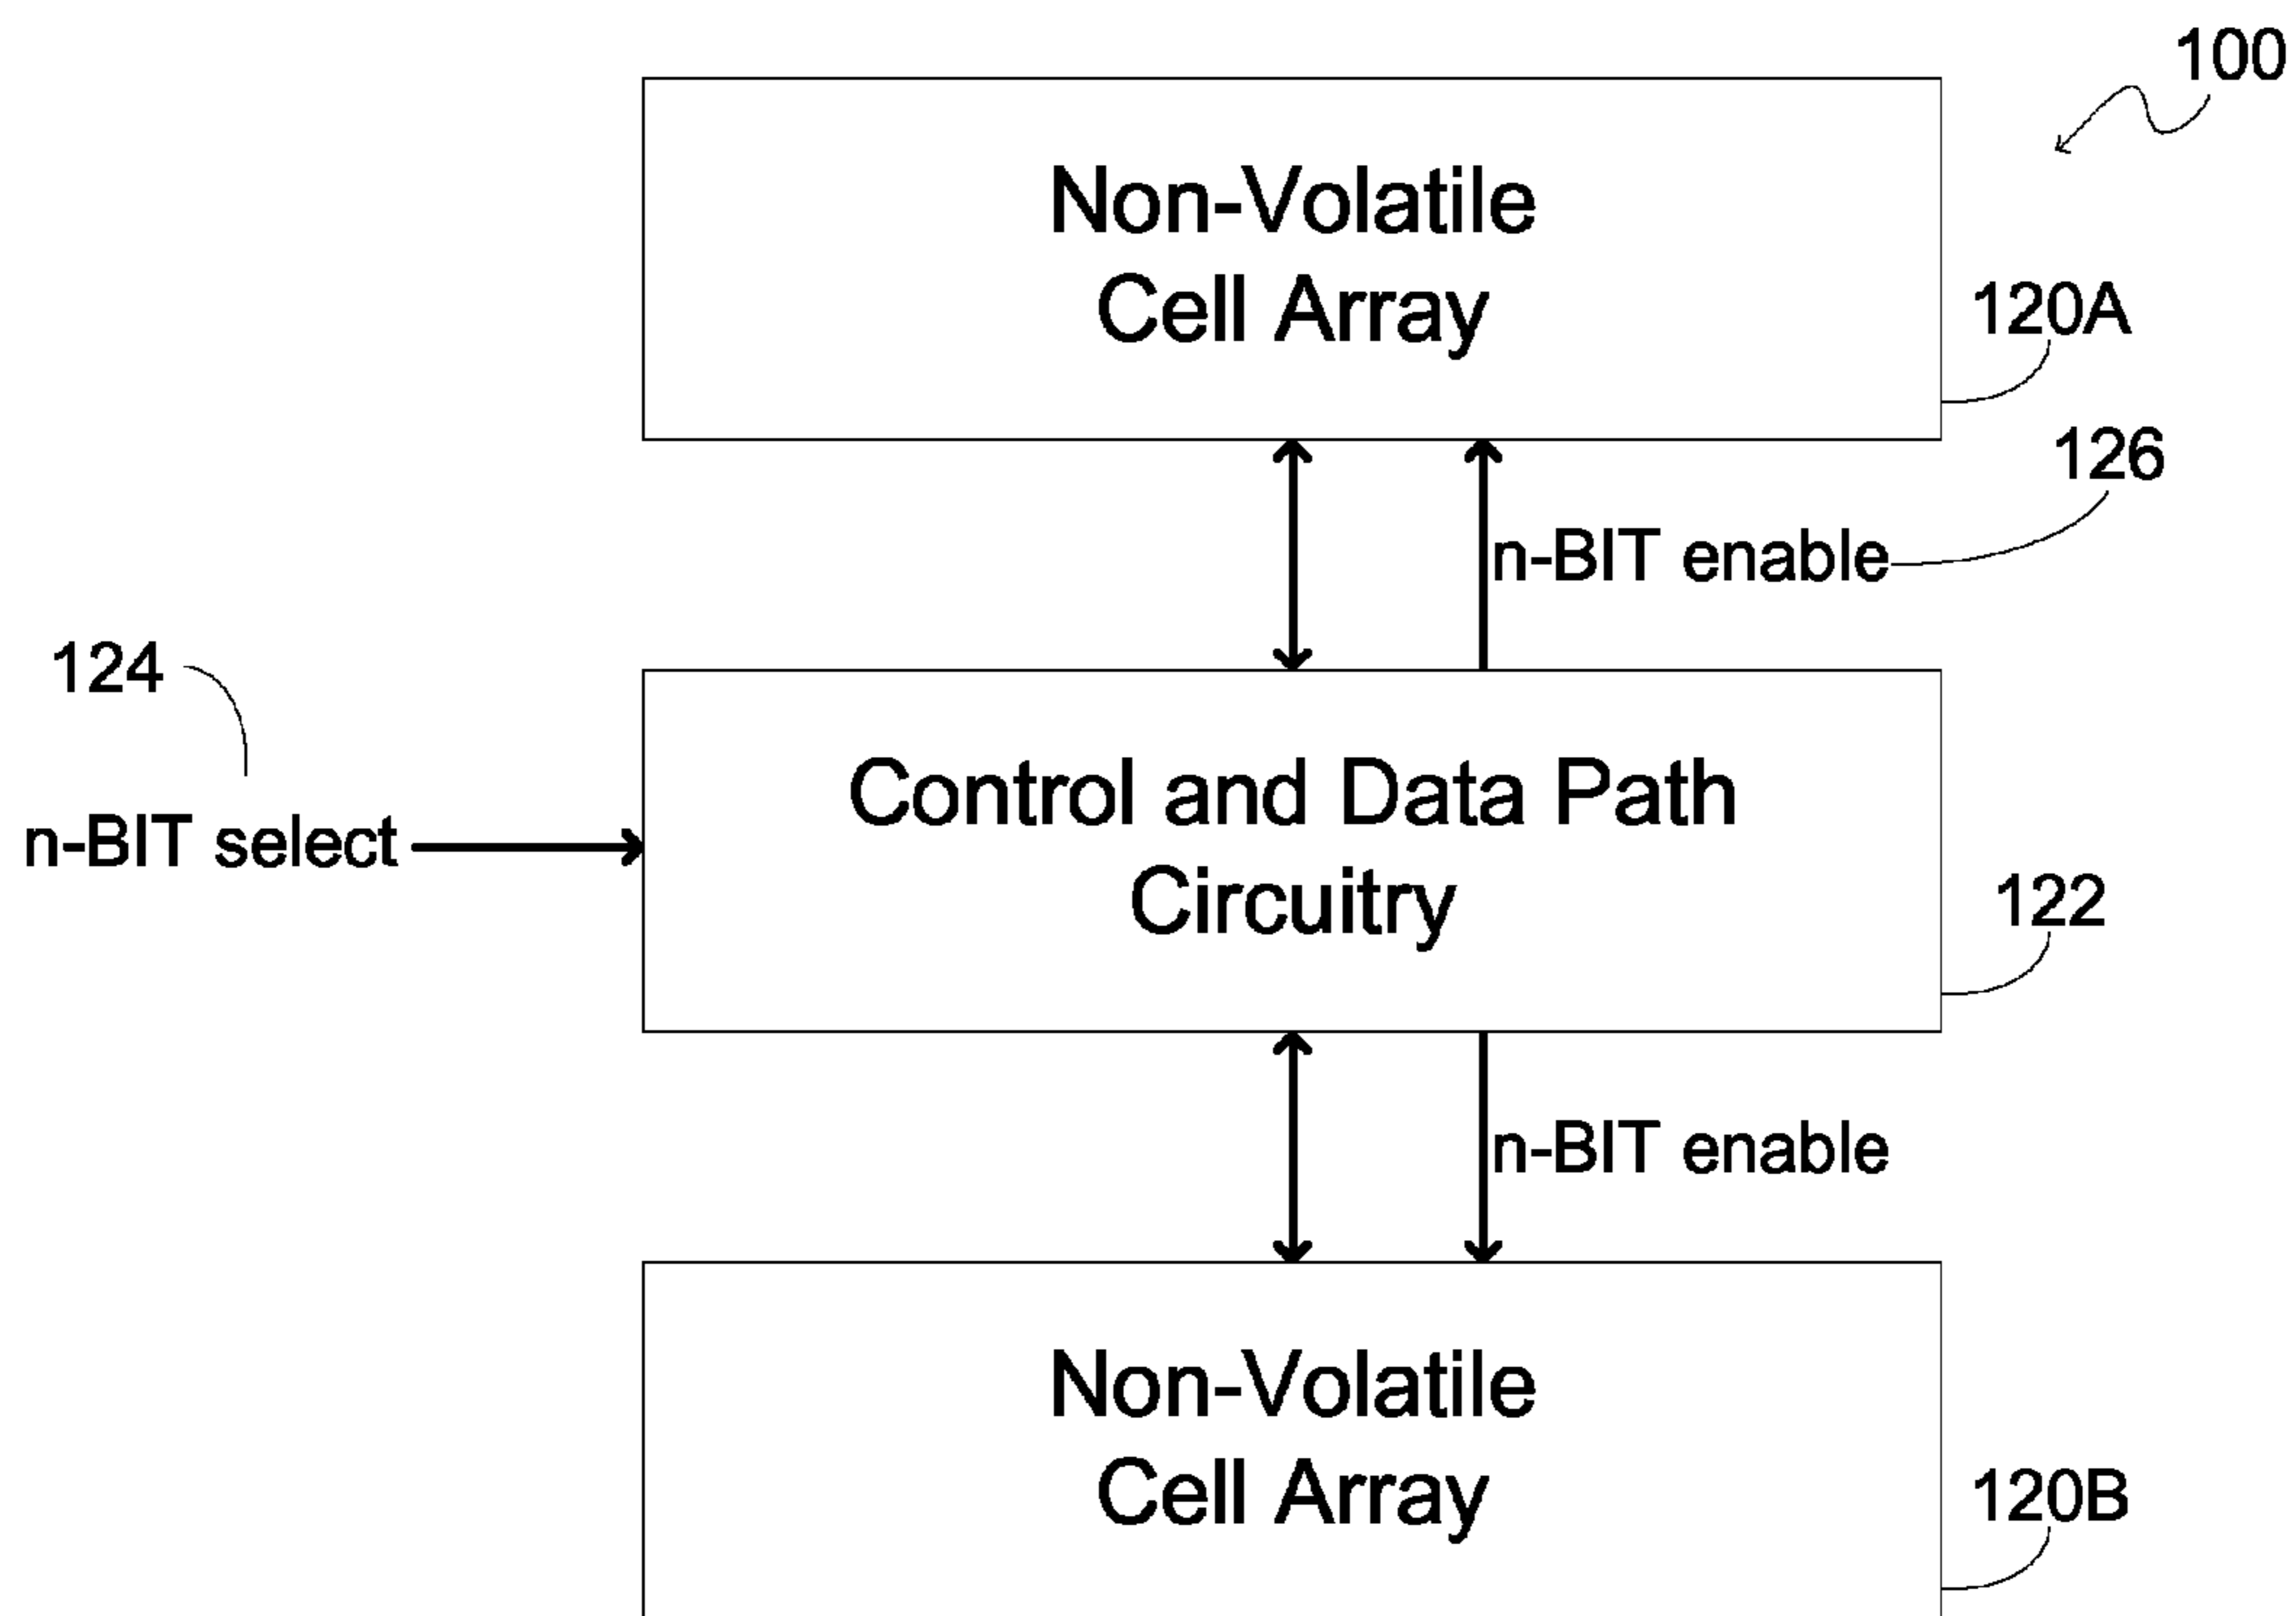 100
Non-Volatile
Cell Array
120A
126
n-BIT enable
124
Control and Data Path
Circuitry
n-BIT select
122
n-BIT enable
Non-Volatile
Cell Array
120B